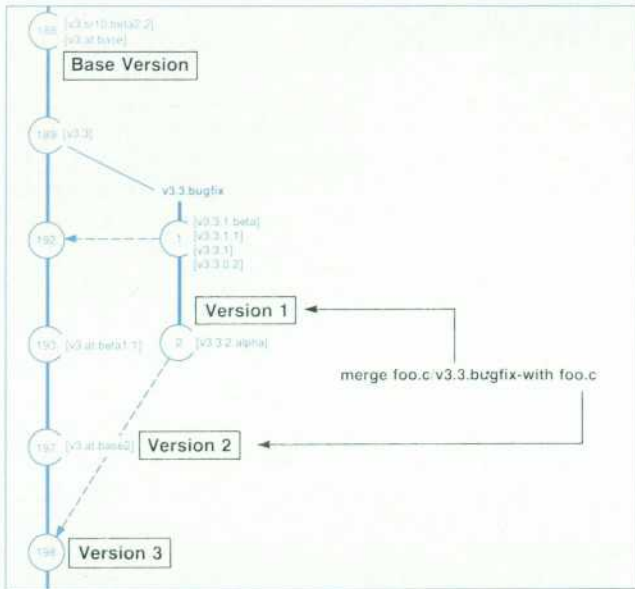 [v3.sr10.beta2.2]
[v3.at.base]
Base Version
189
[v3.3]
v3.3.bugfix
192
1
[v3.3.1.beta]
[v3.3.1.1]
[v3.3.1]
[v3.3.0.2]
Version 1
193
[v3.at.beta1.1]
2
[v3.3.2.alpha]
merge foo.c/v3.3.bugfix-with foo.c
197
[v3.at.base2]
Version 2
198
Version 3